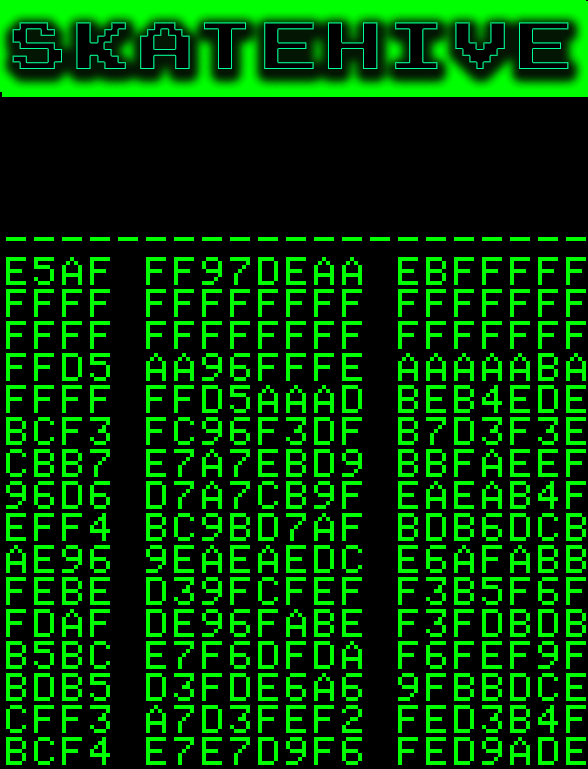 SKATEHIVE
---------------------
E5AF FF97DEAA EBFFFFF
FFFF FFFFFFFF FFFFFFF
FFFF FFFFFFFF FFFFFFF
FFD5 AA96FFFE AAAAABA
FFFF FFD5AAAD BEB4EDE
BCF3 FC96F3DF B7D3F3E
CBB7 E7A7EBD9 BBFAEEF
96D6 D7A7CB9F EAEAB4F
EFF4 BC9BD7AF BDB6DCB
AE96 9EAEAEDC E6AFABB
FEBE D39FCFEF F3B5F6F
FDAF DE96FABE F3FDBDB
B5BC E7F6DFDA F6FEF9F
BDB5 D3FDE6A6 9FBBDCE
CFF3 A7D3FEF2 FED3B4F
BCF4 E7E7D9F6 FED9ADE